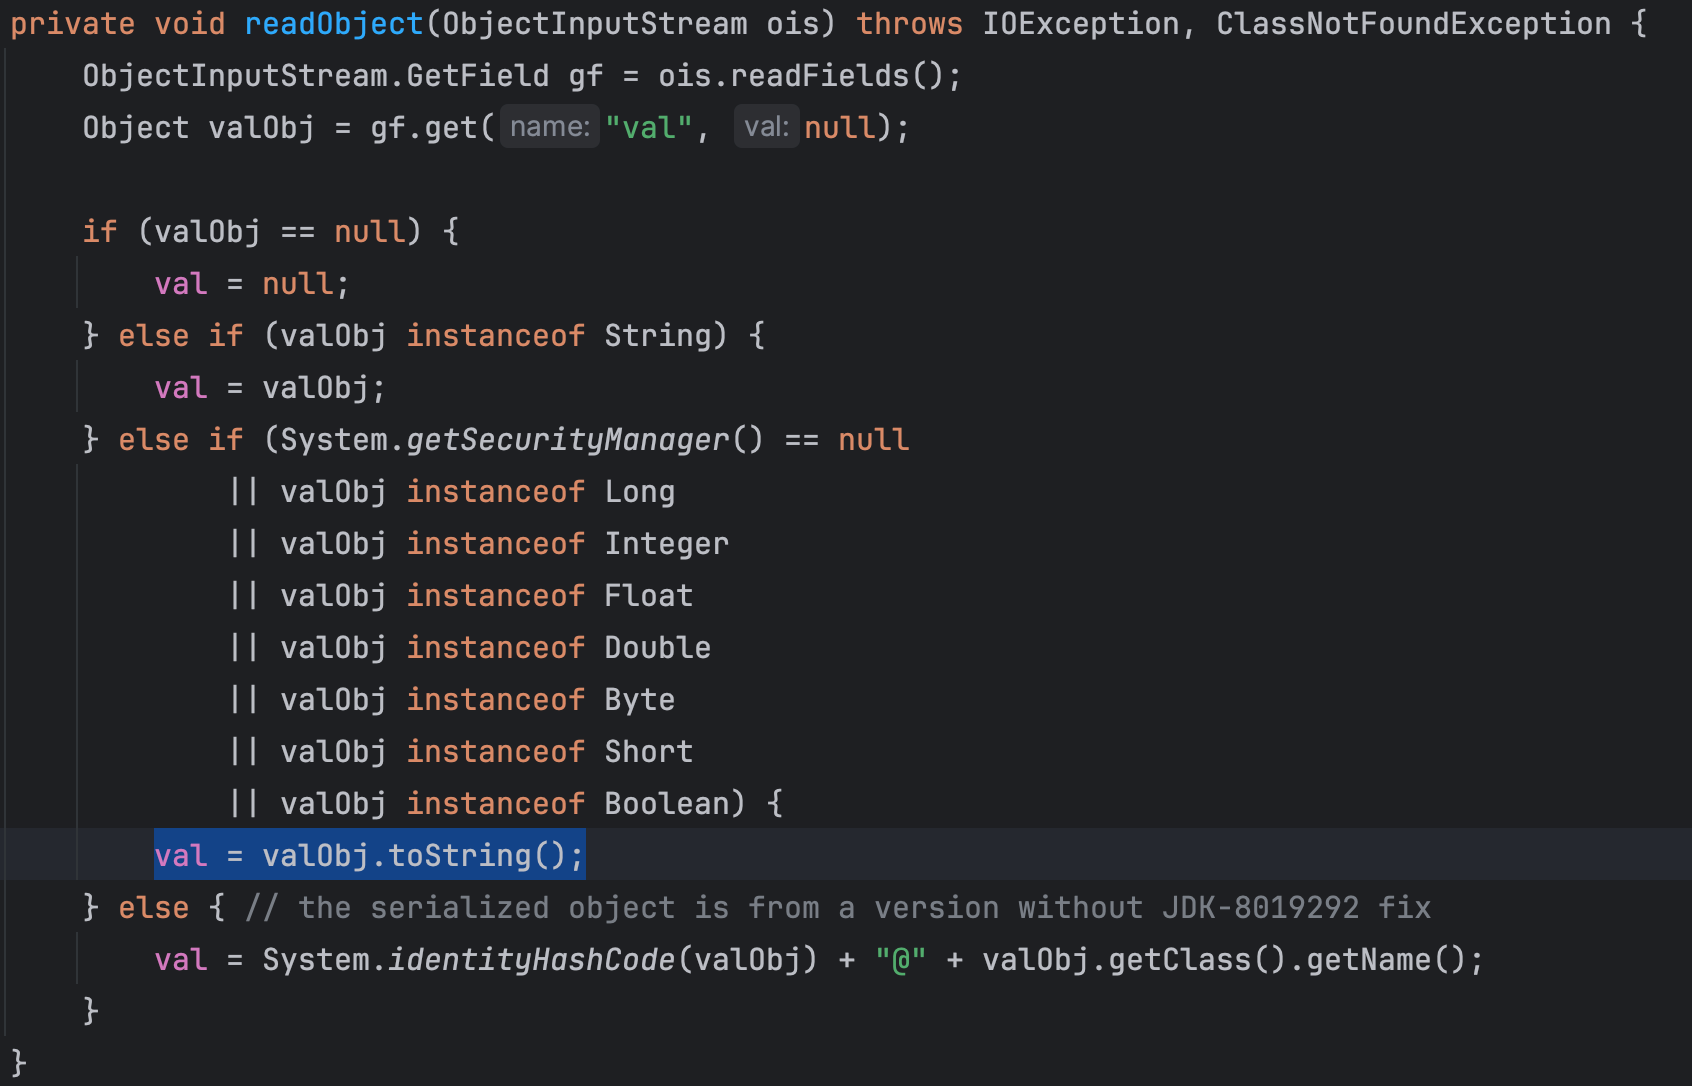 private void readObject(ObjectInputStream ois) throws IOException, ClassNotFoundException {
    ObjectInputStream.GetField gf = ois.readFields();
    Object valObj = gf.get( name: "val",  val: null);

    if (valObj == null) {
        val = null;
    } else if (valObj instanceof String) {
        val = valObj;
    } else if (System.getSecurityManager() == null
            || valObj instanceof Long
            || valObj instanceof Integer
            || valObj instanceof Float
            || valObj instanceof Double
            || valObj instanceof Byte
            || valObj instanceof Short
            || valObj instanceof Boolean) {
        val = valObj.toString();
    } else { // the serialized object is from a version without JDK-8019292 fix
        val = System.identityHashCode(valObj) + "@" + valObj.getClass().getName();
    }
}